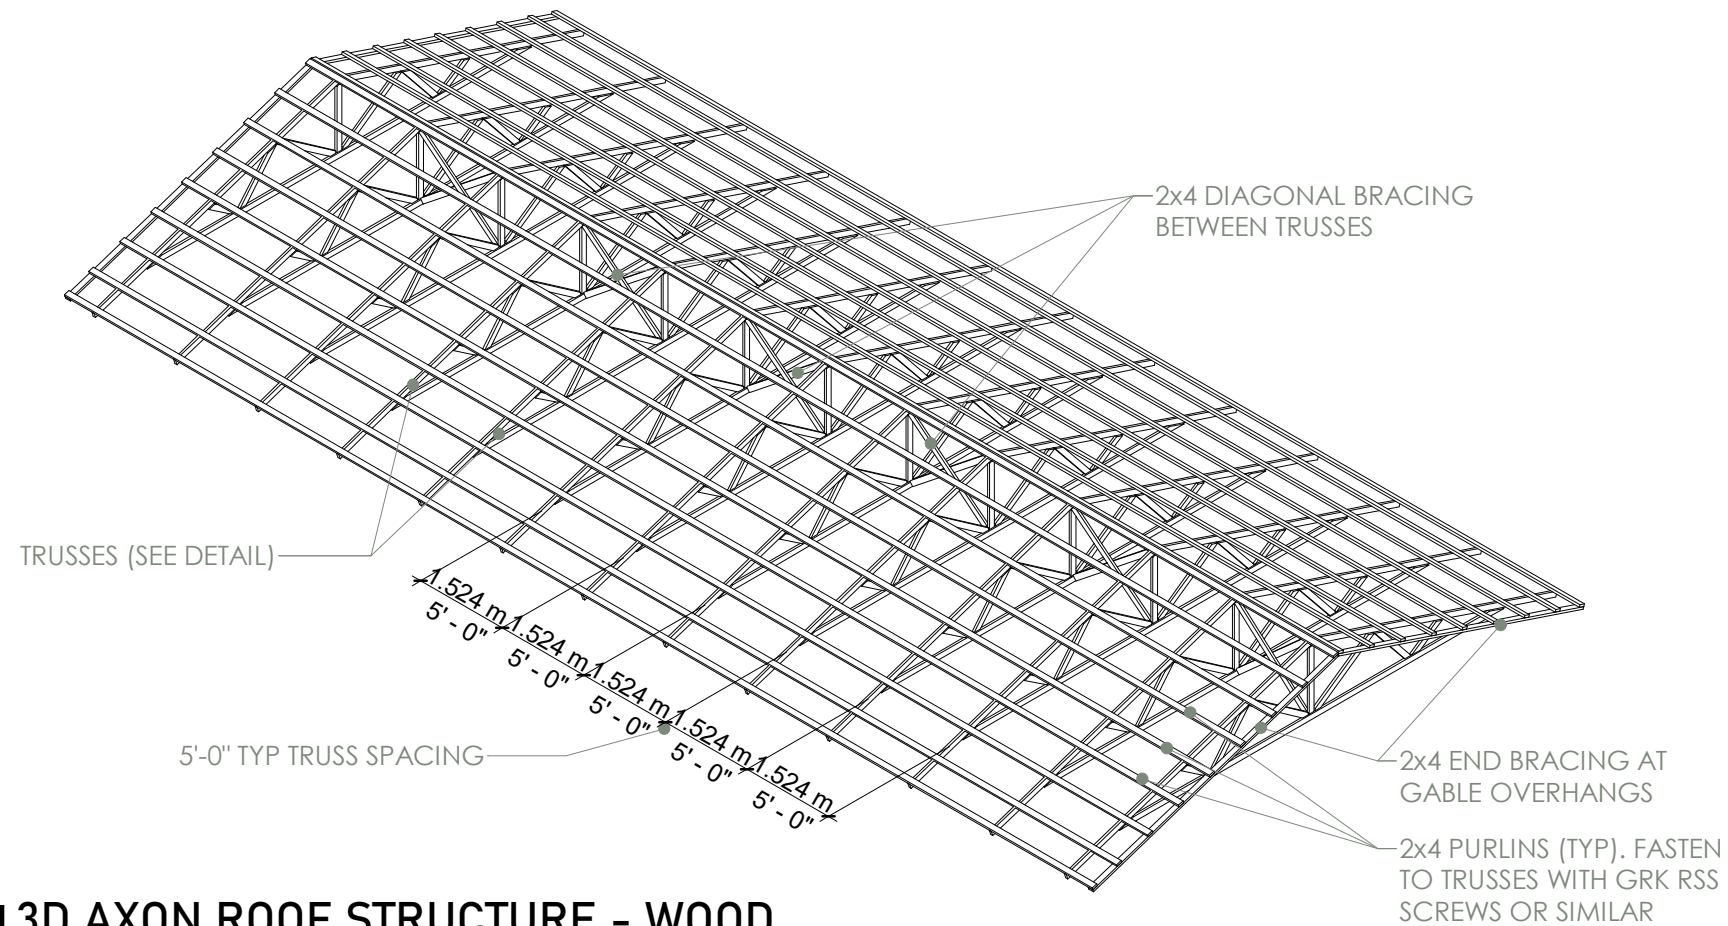 2x4 DIAGONAL BRACING
BETWEEN TRUSSES
TRUSSES (SEE DETAIL)
1.524 m
5' - 0"
1.524 m
5' - 0"
1.524 m
5' - 0"
1.524 m
5' - 0"
1.524 m
5' - 0"
5'-0" TYP TRUSS SPACING
2x4 END BRACING AT
GABLE OVERHANGS
2x4 PURLINS (TYP). FASTEN
TO TRUSSES WITH GRK RSS
SCREWS OR SIMILAR
3D AXON ROOF STRUCTURE - WOOD